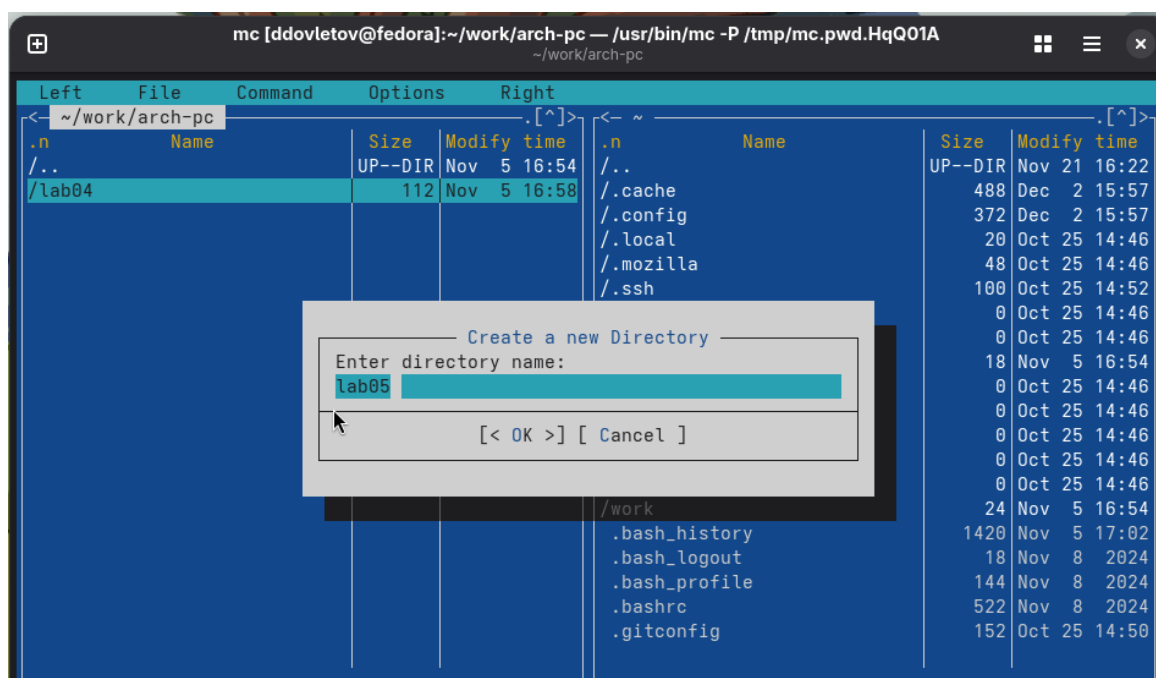 mc [ddovletov@fedora]:~/work/arch-pc — /usr/bin/mc -P /tmp/mc.pwd.HqQ01A
~/work/arch-pc
Left File Command Options Right
<— ~/work/arch-pc .[^]> <— ~ .[^]>
.n Name Size Modify time .n Name Size Modify time
/.. UP--DIR Nov 5 16:54 /.. UP--DIR Nov 21 16:22
/lab04 112 Nov 5 16:58 /.cache 488 Dec 2 15:57
/.config 372 Dec 2 15:57
/.local 20 Oct 25 14:46
/.mozilla 48 Oct 25 14:46
/.ssh 100 Oct 25 14:52
0 Oct 25 14:46
Create a new Directory 0 Oct 25 14:46
Enter directory name: 18 Nov 5 16:54
lab05 0 Oct 25 14:46
0 Oct 25 14:46
[< OK >] [ Cancel ] 0 Oct 25 14:46
0 Oct 25 14:46
0 Oct 25 14:46
/work 24 Nov 5 16:54
.bash_history 1420 Nov 5 17:02
.bash_logout 18 Nov 8 2024
.bash_profile 144 Nov 8 2024
.bashrc 522 Nov 8 2024
.gitconfig 152 Oct 25 14:50